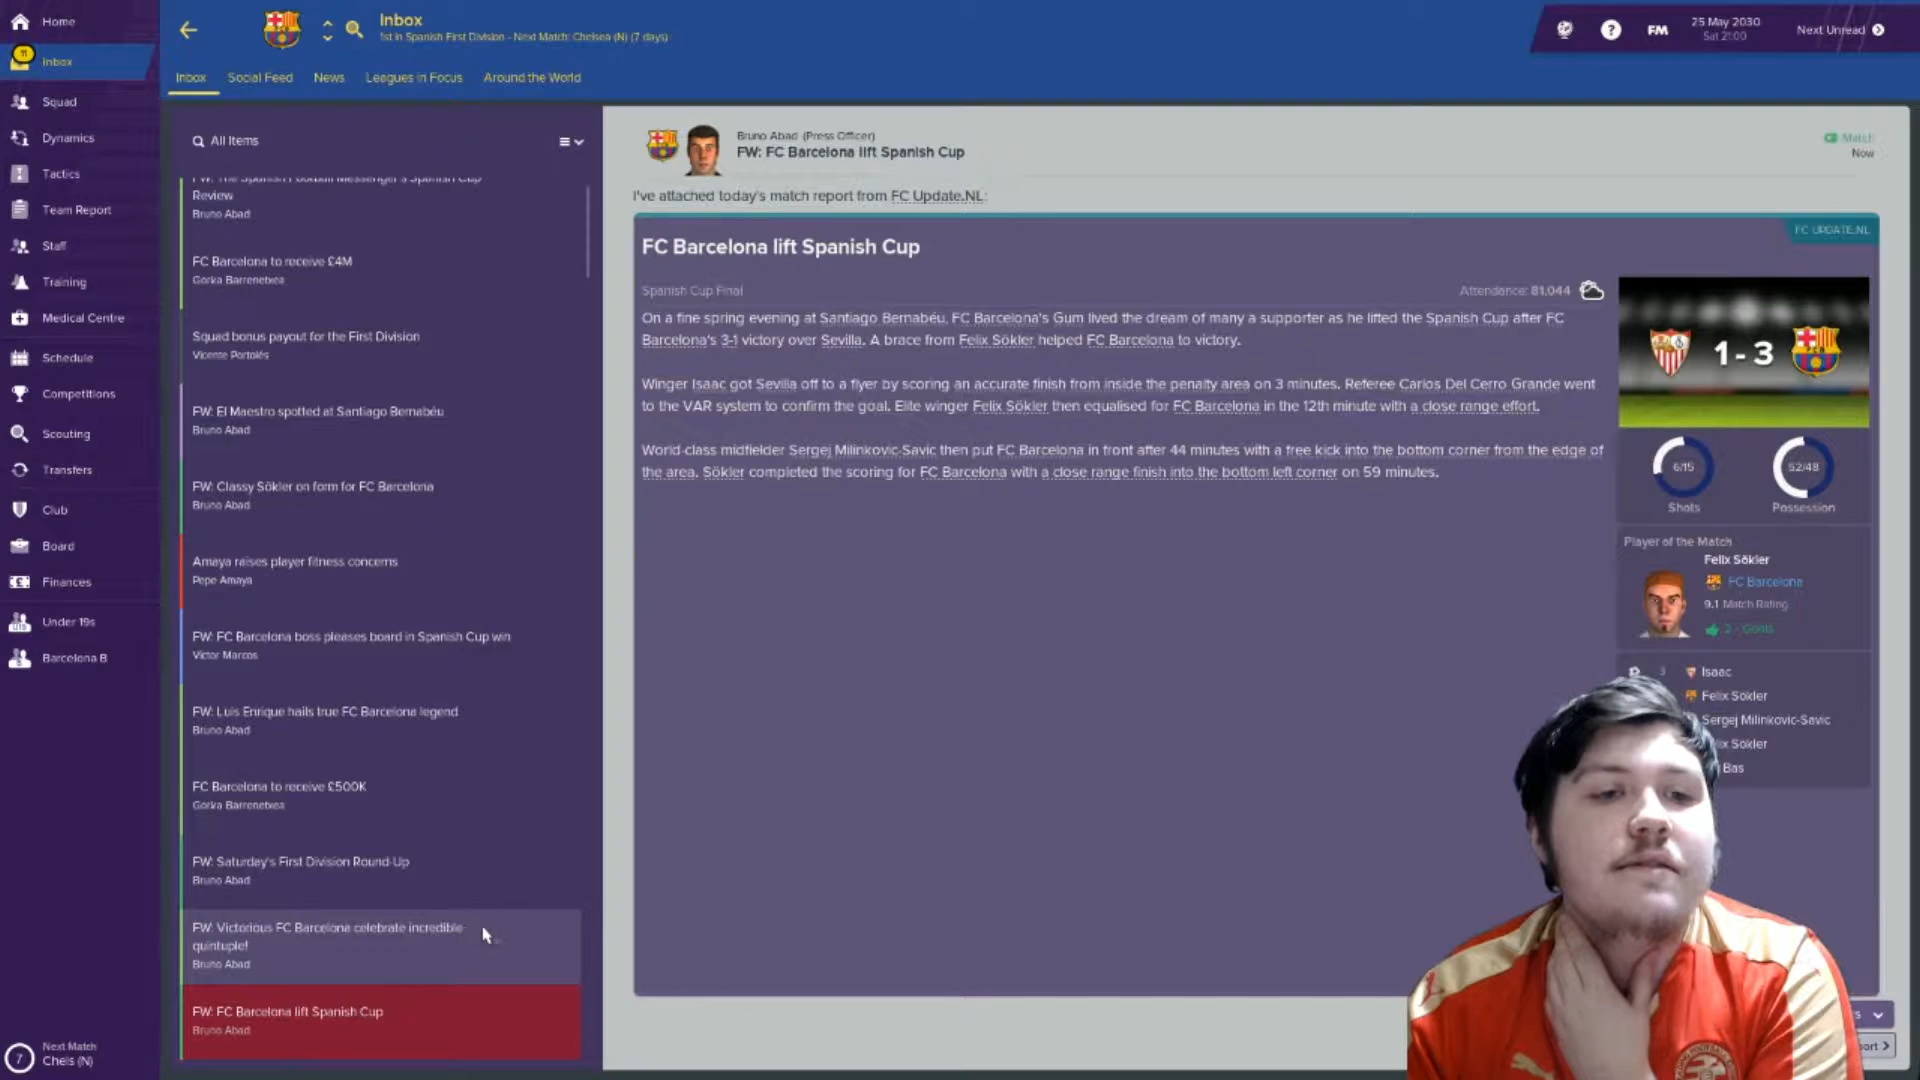 Home
11
Inbox
Squad
Dynamics
Tactics
Team Report
Staff
Training
Medical Centre
Schedule
Competitions
Scouting
Transfers
Club
Board
Finances
Under 19s
Barcelona B
7
Next Match
Chels (N)
Inbox
1st in Spanish First Division - Next Match: Chelsea (N) (7 days)
?
FM
25 May 2030
Sat 21:00
Next Unread
Inbox
Social Feed
News
Leagues in Focus
Around the World
All Items
FW: The Spanish Football Messenger's Spanish Cup
Review
Bruno Abad
FC Barcelona to receive £4M
Gorka Barrenetxea
Squad bonus payout for the First Division
Vicente Portolés
FW: El Maestro spotted at Santiago Bernabéu
Bruno Abad
FW: Classy Sökler on form for FC Barcelona
Bruno Abad
Amaya raises player fitness concerns
Pepe Amaya
FW: FC Barcelona boss pleases board in Spanish Cup win
Victor Marcos
FW: Luis Enrique hails true FC Barcelona legend
Bruno Abad
FC Barcelona to receive £500K
Gorka Barrenetxea
FW: Saturday's First Division Round-Up
Bruno Abad
FW: Victorious FC Barcelona celebrate incredible
quintuple!
Bruno Abad
FW: FC Barcelona lift Spanish Cup
Bruno Abad
Bruno Abad (Press Officer)
FW: FC Barcelona lift Spanish Cup
Match
Now
I've attached today's match report from FC Update.NL:
FC UPDATE.NL
FC Barcelona lift Spanish Cup
Spanish Cup Final
Attendance: 81,044
On a fine spring evening at Santiago Bernabéu, FC Barcelona's Gum lived the dream of many a supporter as he lifted the Spanish Cup after FC
Barcelona's 3-1 victory over Sevilla. A brace from Felix Sökler helped FC Barcelona to victory.
Winger Isaac got Sevilla off to a flyer by scoring an accurate finish from inside the penalty area on 3 minutes. Referee Carlos Del Cerro Grande went
to the VAR system to confirm the goal. Elite winger Felix Sökler then equalised for FC Barcelona in the 12th minute with a close range effort.
World-class midfielder Sergej Milinkovic-Savic then put FC Barcelona in front after 44 minutes with a free kick into the bottom corner from the edge of
the area. Sökler completed the scoring for FC Barcelona with a close range finish into the bottom left corner on 59 minutes.
1 - 3
6/15
Shots
52/48
Possession
Player of the Match
Felix Sökler
FC Barcelona
9.1 Match Rating
2 - Goals
3 Isaac
Felix Sökler
Sergej Milinkovic-Savic
lix Sökler
Bas
s
ort